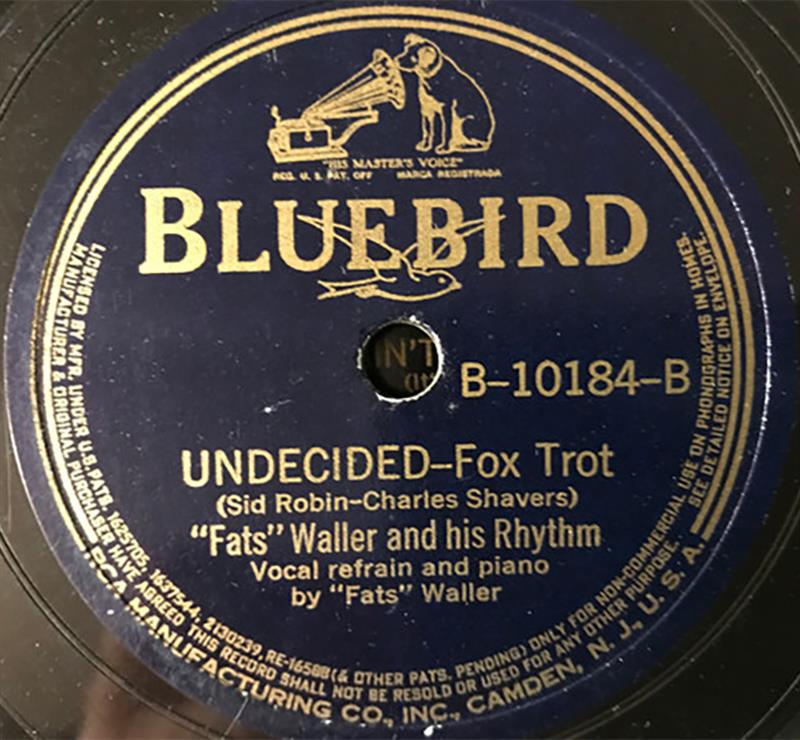 "HIS MASTER'S VOICE"
REG. U. S. PAT. OFF MARCA REGISTRADA
BLUEBIRD
N'T
B-10184-B
UNDECIDED-Fox Trot
(Sid Robin-Charles Shavers)
"Fats" Waller and his Rhythm
Vocal refrain and piano
by "Fats" Waller
LICENSED BY MFR. UNDER U.S. PATS. 1625705, 1637544, 2130239, RE-16588 (& OTHER PATS. PENDING) ONLY FOR NON-COMMERCIAL USE ON PHONOGRAPHS IN HOMES.
MANUFACTURER & ORIGINAL PURCHASER HAVE AGREED THIS RECORD SHALL NOT BE RESOLD OR USED FOR ANY OTHER PURPOSE. SEE DETAILED NOTICE ON ENVELOPE.
RCA MANUFACTURING CO., INC., CAMDEN, N. J., U. S. A.